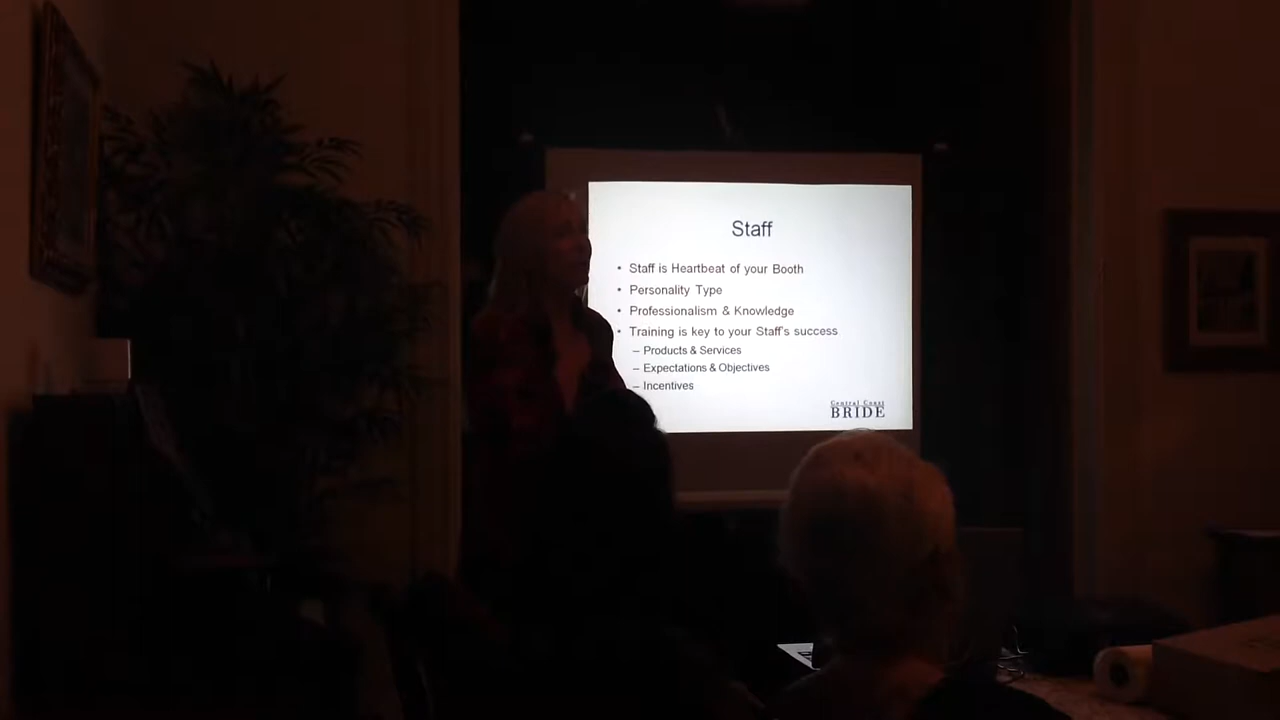 Staff
• Staff is Heartbeat of your Booth
• Personality Type
• Professionalism & Knowledge
• Training is key to your Staff's success
– Products & Services
– Expectations & Objectives
– Incentives
Central Coast
BRIDE